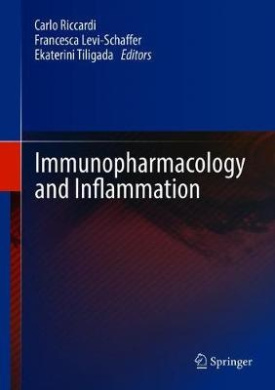 Carlo Riccardi
Francesca Levi-Schaffer
Ekaterini Tiligada Editors
Immunopharmacology
and Inflammation
Springer